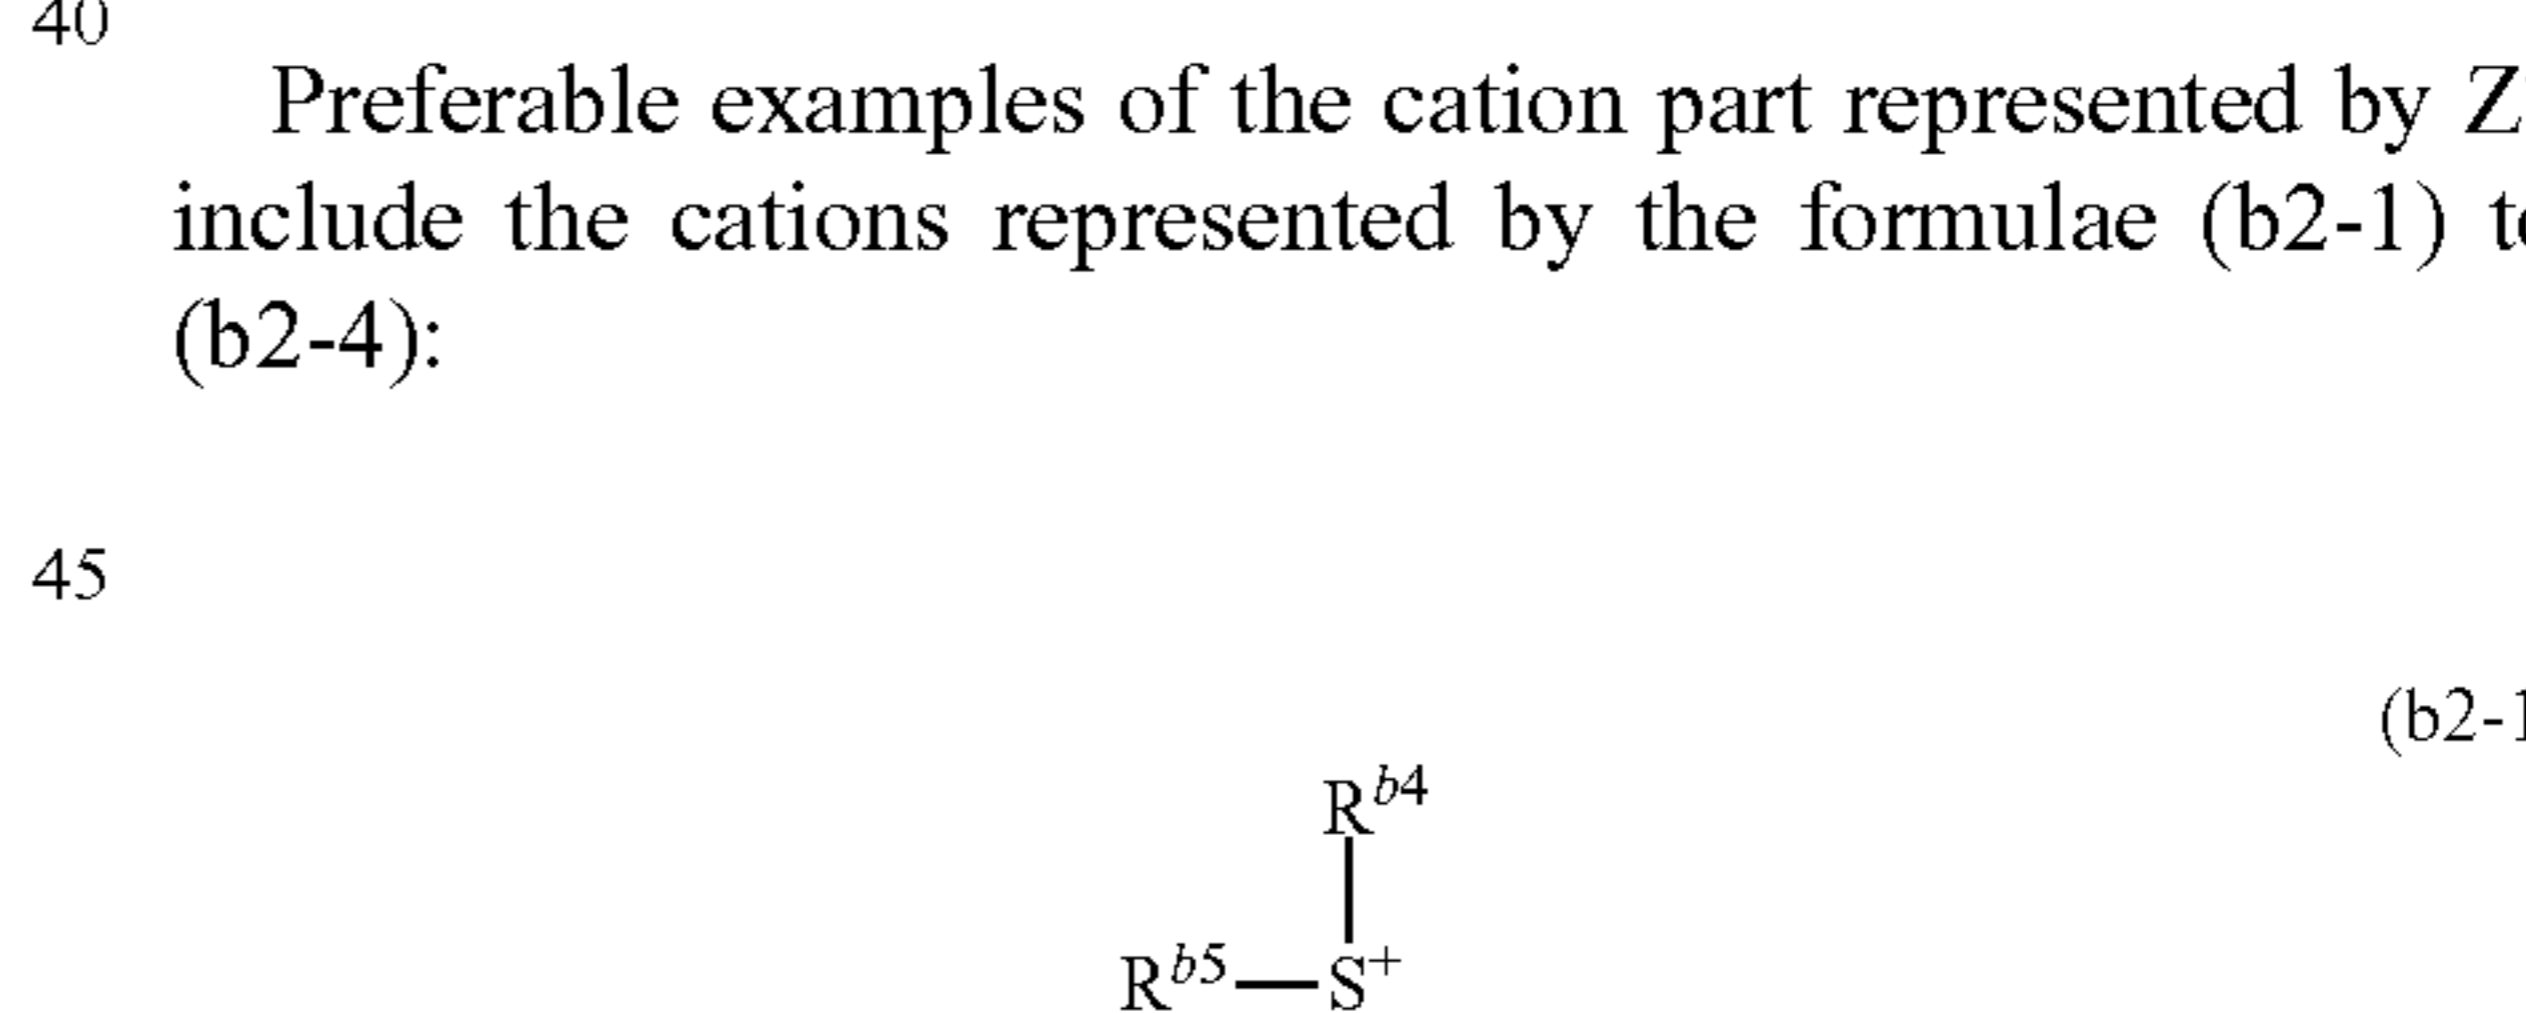 40
Preferable examples of the cation part represented by Z
include the cations represented by the formulae (b2-1) to
(b2-4):
45
(b2-1
R^b4
R^b5—S^+